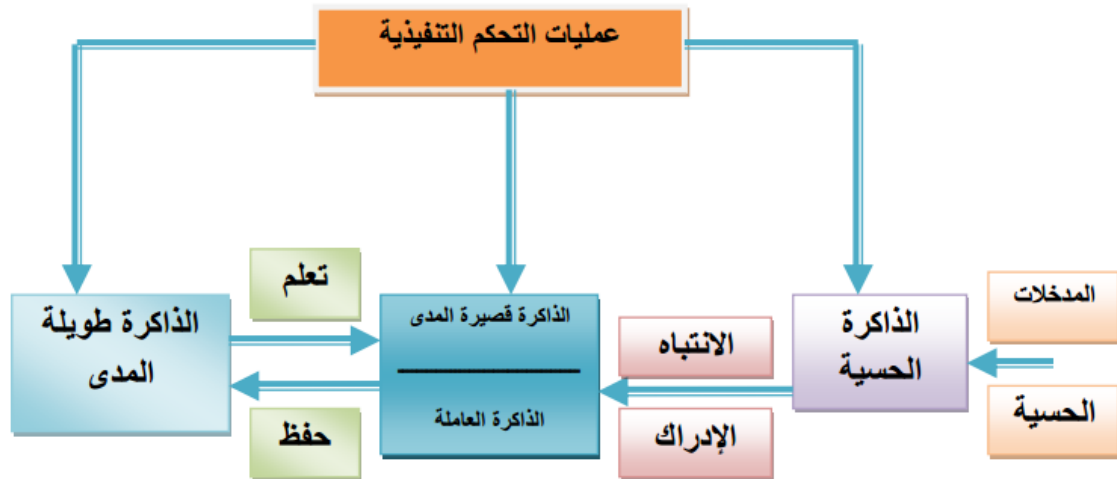 عمليات التحكم التنفيذية
المدخلات
الحسية
الذاكرة
الحسية
الانتباه
الإدراك
الذاكرة قصيرة المدى
الذاكرة العاملة
تعلم
حفظ
الذاكرة طويلة
المدى